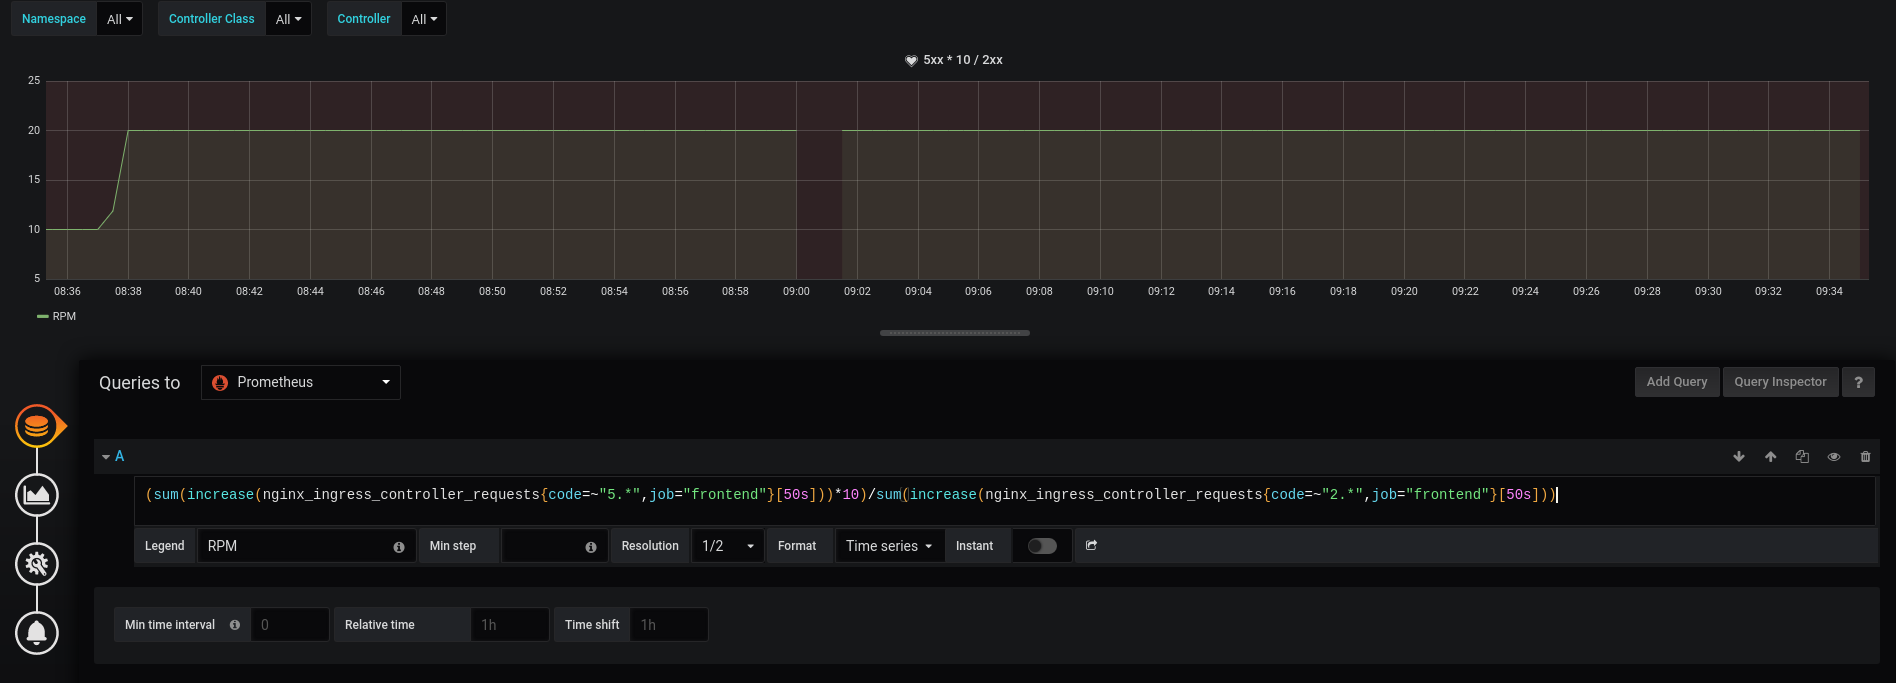 Namespace All Controller Class All Controller All
5xx * 10 / 2xx
25
20
15
10
5
08:36 08:38 08:40 08:42 08:44 08:46 08:48 08:50 08:52 08:54 08:56 08:58 09:00 09:02 09:04 09:06 09:08 09:10 09:12 09:14 09:16 09:18 09:20 09:22 09:24 09:26 09:28 09:30 09:32 09:34
RPM
Queries to Prometheus Add Query Query Inspector ?
A
(sum(increase(nginx_ingress_controller_requests{code=~"5.*",job="frontend"}[50s]))*10)/sum(increase(nginx_ingress_controller_requests{code=~"2.*",job="frontend"}[50s]))
Legend RPM Min step Resolution 1/2 Format Time series Instant
Min time interval 0 Relative time 1h Time shift 1h